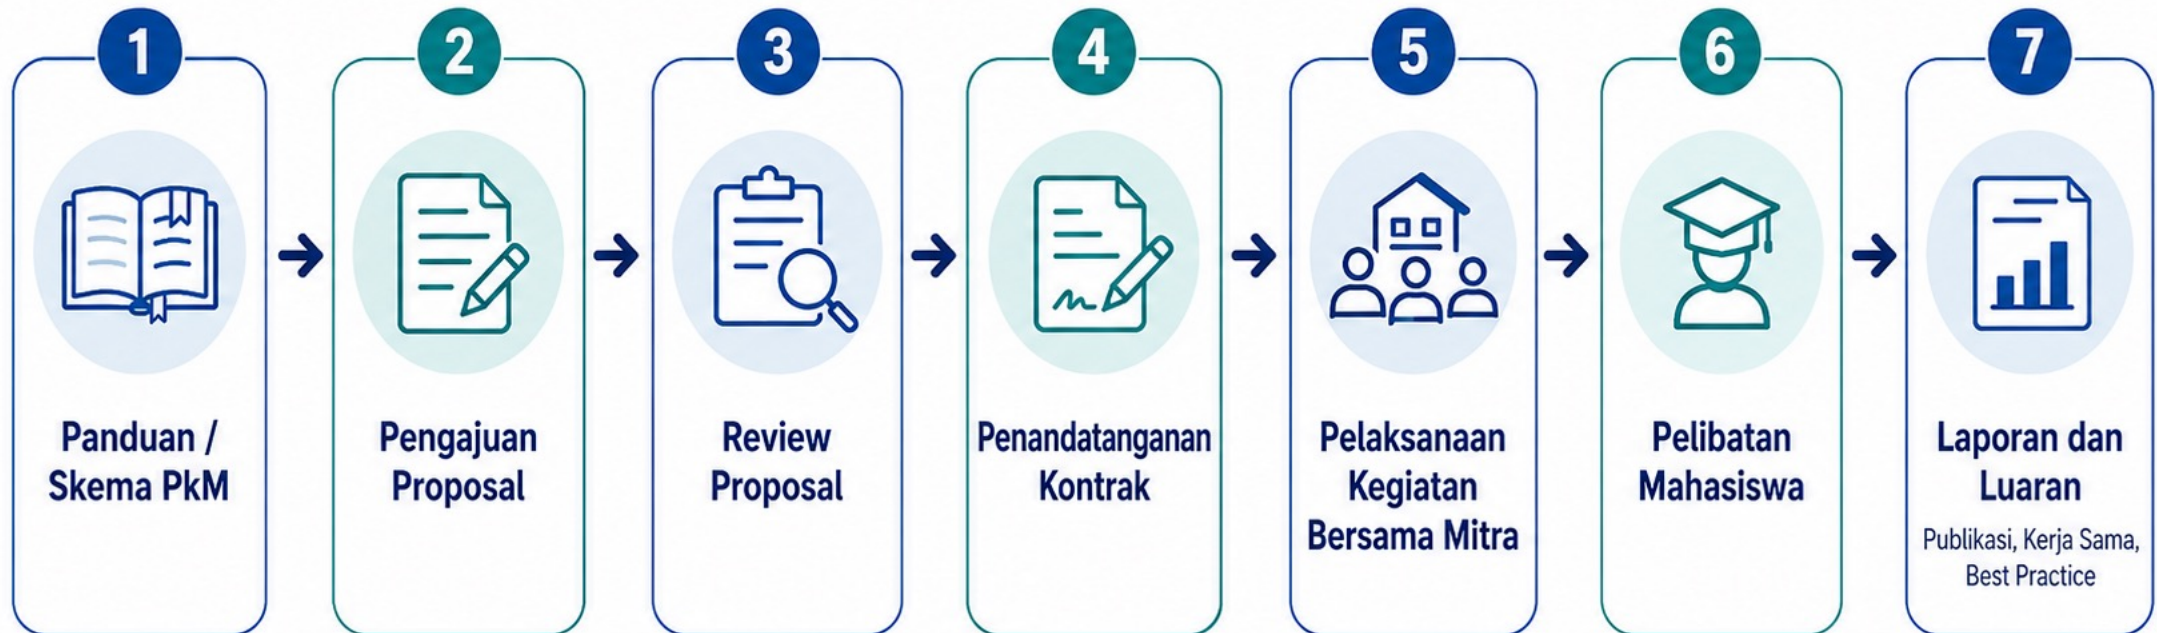 1
Panduan /
Skema PkM
2
Pengajuan
Proposal
3
Review
Proposal
4
Penandatanganan
Kontrak
5
Pelaksanaan
Kegiatan
Bersama Mitra
6
Pelibatan
Mahasiswa
7
Laporan dan
Luaran
Publikasi, Kerja Sama,
Best Practice